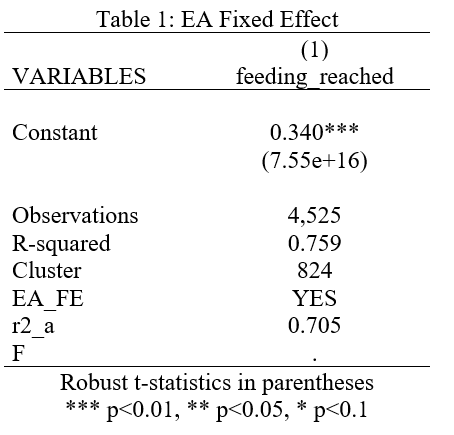 Table 1: EA Fixed Effect
(1)
VARIABLES feeding_reached
Constant 0.340***
(7.55e+16)
Observations 4,525
R-squared 0.759
Cluster 824
EA_FE YES
r2_a 0.705
F .
Robust t-statistics in parentheses
*** p<0.01, ** p<0.05, * p<0.1